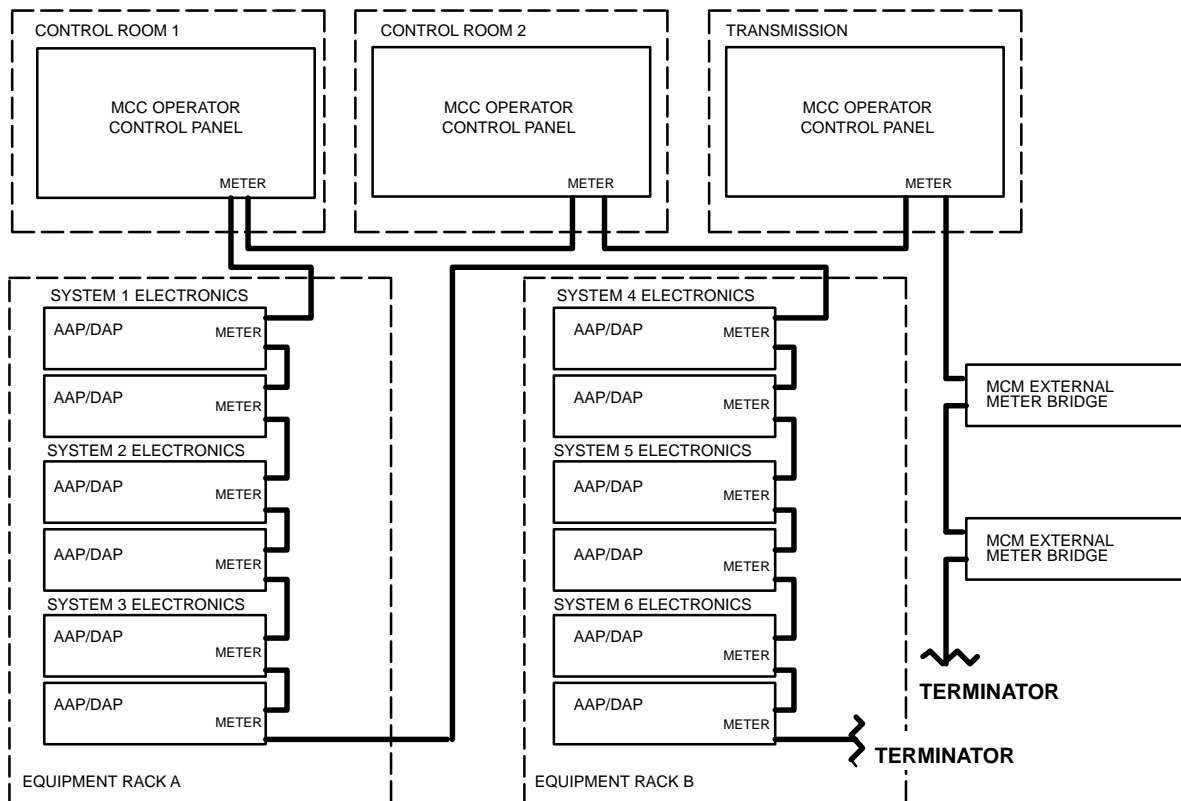 CONTROL ROOM 1
MCC OPERATOR
CONTROL PANEL
METER
CONTROL ROOM 2
MCC OPERATOR
CONTROL PANEL
METER
TRANSMISSION
MCC OPERATOR
CONTROL PANEL
METER
SYSTEM 1 ELECTRONICS
AAP/DAP
METER
AAP/DAP
METER
SYSTEM 2 ELECTRONICS
AAP/DAP
METER
AAP/DAP
METER
SYSTEM 3 ELECTRONICS
AAP/DAP
METER
AAP/DAP
METER
EQUIPMENT RACK A
SYSTEM 4 ELECTRONICS
AAP/DAP
METER
AAP/DAP
METER
SYSTEM 5 ELECTRONICS
AAP/DAP
METER
AAP/DAP
METER
SYSTEM 6 ELECTRONICS
AAP/DAP
METER
AAP/DAP
METER
EQUIPMENT RACK B
MCM EXTERNAL
METER BRIDGE
MCM EXTERNAL
METER BRIDGE
TERMINATOR
TERMINATOR